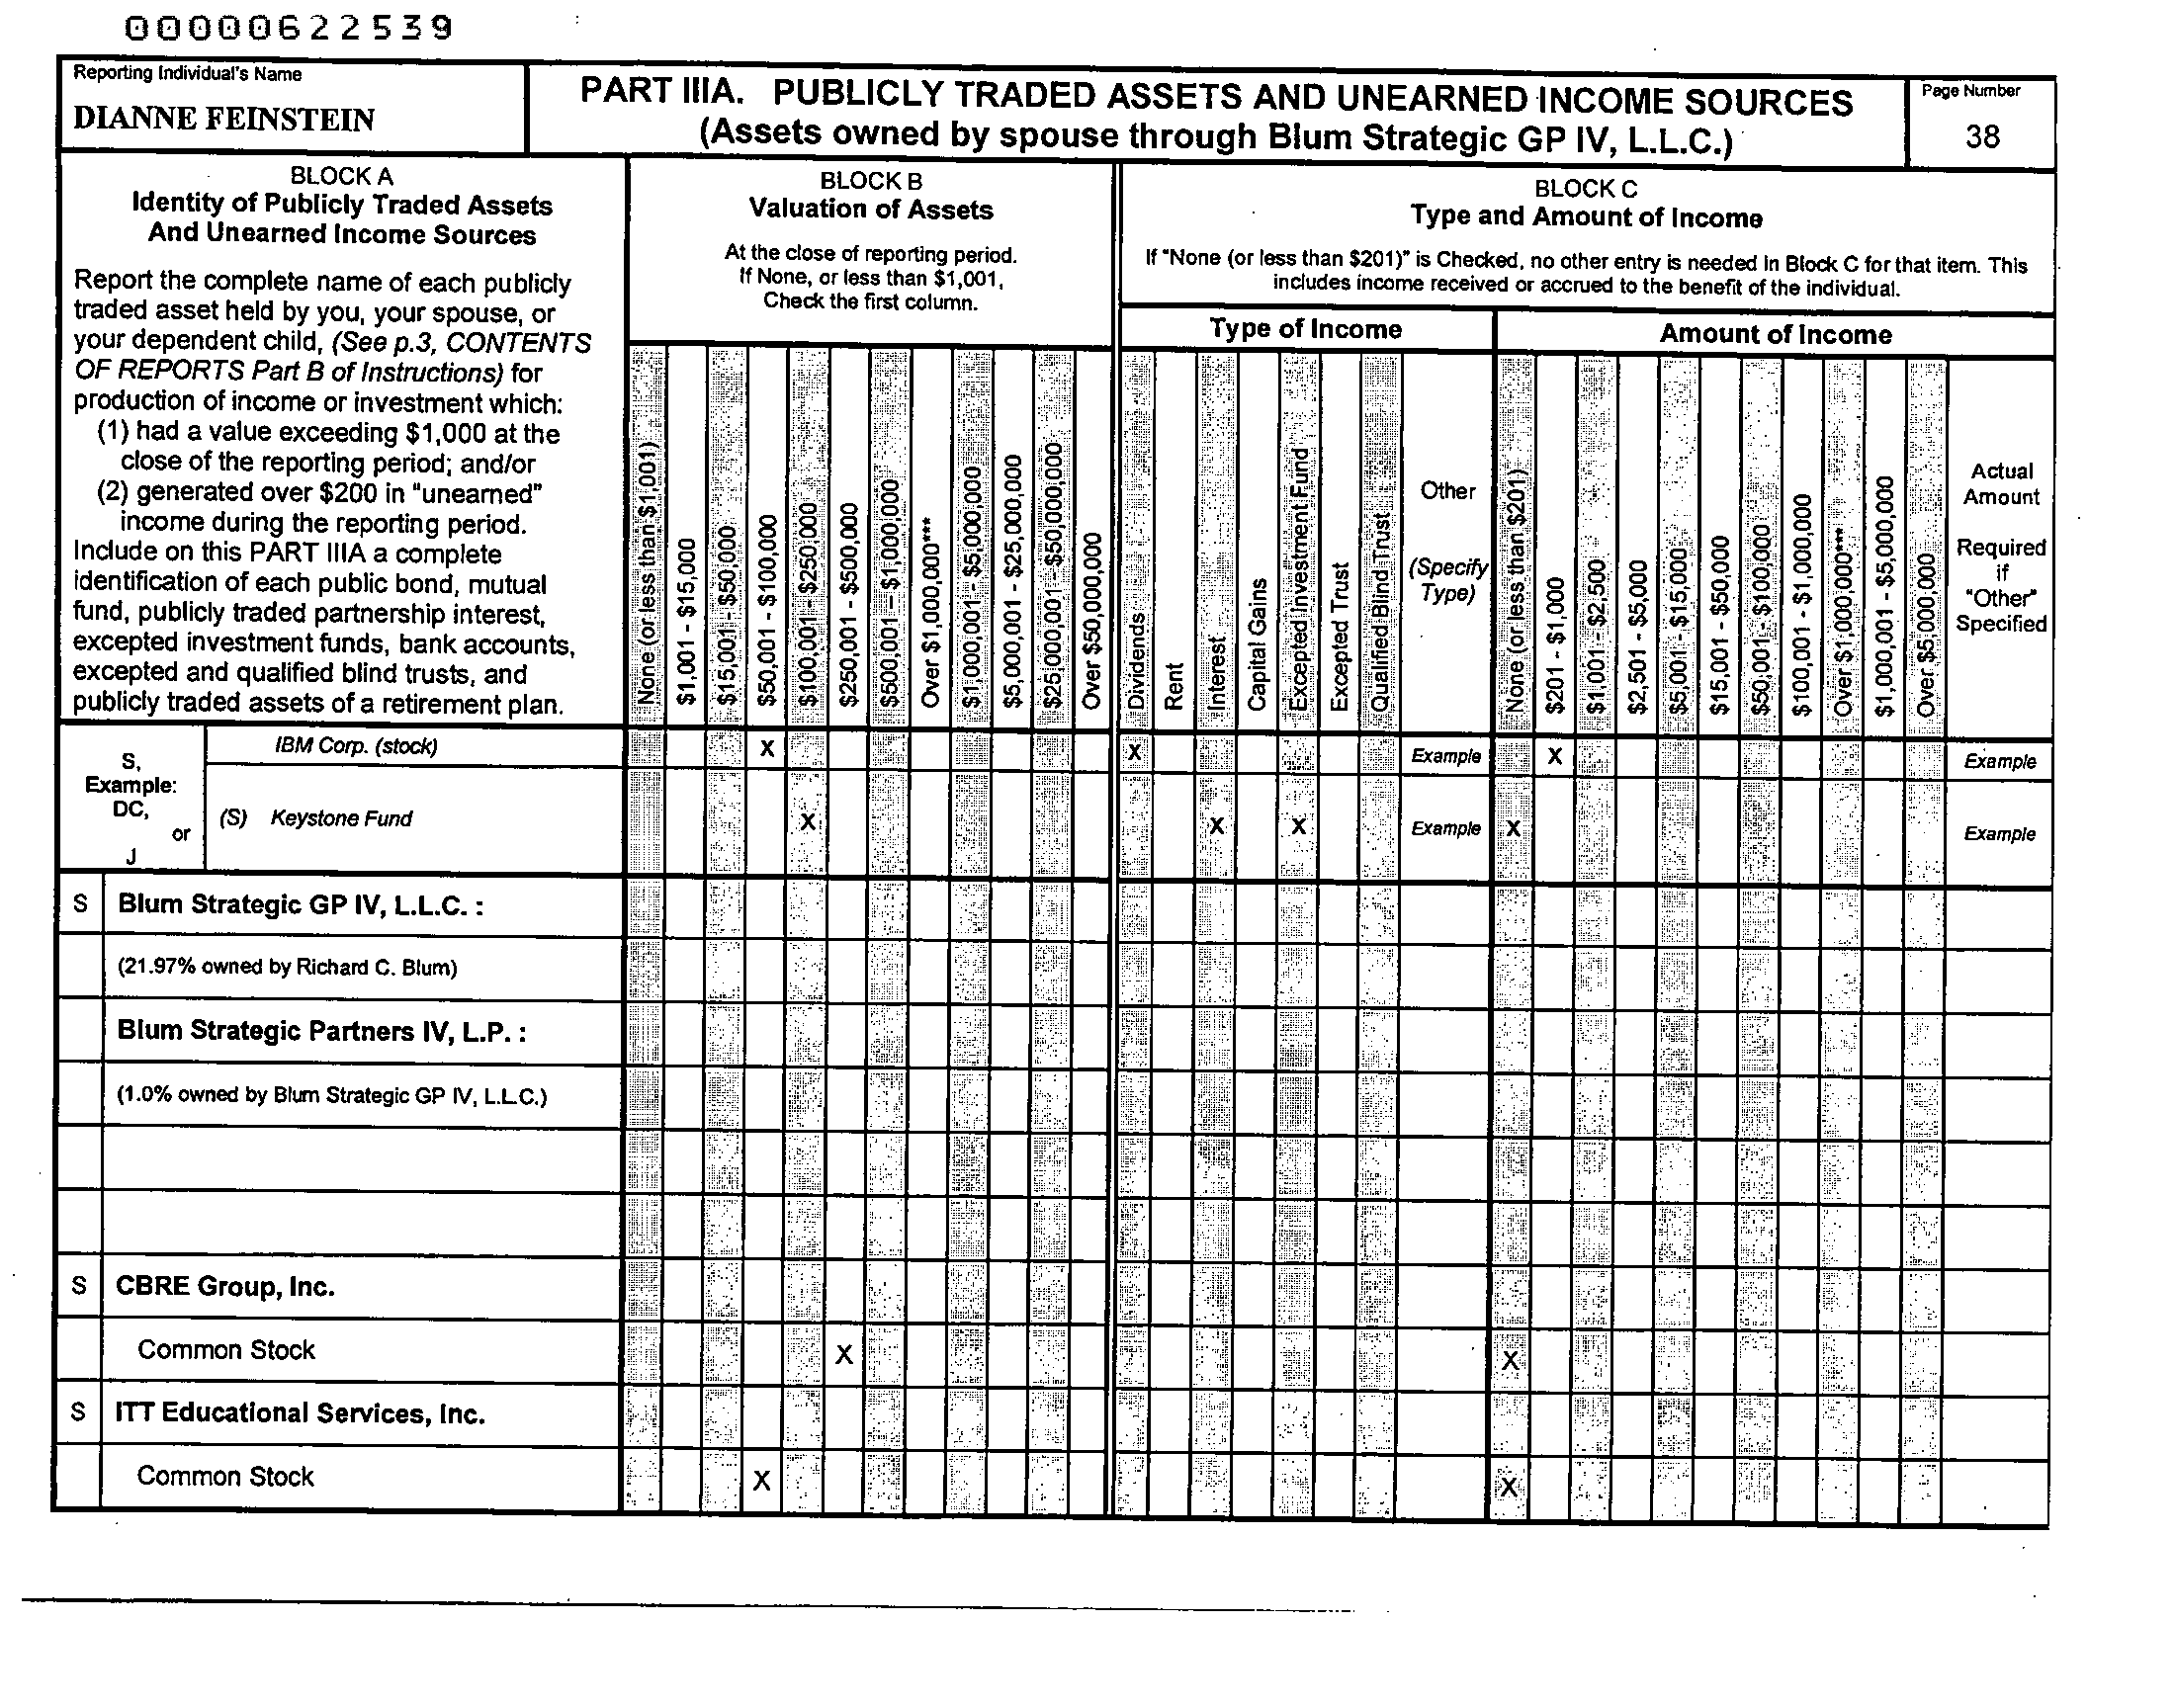 00000622539
Reporting Individual's Name
DIANNE FEINSTEIN
PART IIIA. PUBLICLY TRADED ASSETS AND UNEARNED INCOME SOURCES
(Assets owned by spouse through Blum Strategic GP IV, L.L.C.)
Page Number
38
BLOCK A
Identity of Publicly Traded Assets
And Unearned Income Sources
Report the complete name of each publicly
traded asset held by you, your spouse, or
your dependent child, (See p.3, CONTENTS
OF REPORTS Part B of Instructions) for
production of income or investment which:
(1) had a value exceeding $1,000 at the
close of the reporting period; and/or
(2) generated over $200 in "unearned"
income during the reporting period.
Include on this PART IIIA a complete
identification of each public bond, mutual
fund, publicly traded partnership interest,
excepted investment funds, bank accounts,
excepted and qualified blind trusts, and
publicly traded assets of a retirement plan.
BLOCK B
Valuation of Assets
At the close of reporting period.
If None, or less than $1,001,
Check the first column.
None (or less than $1,001)
$1,001 - $15,000
$15,001 - $50,000
$50,001 - $100,000
$100,001 - $250,000
$250,001 - $500,000
$500,001 - $1,000,000
Over $1,000,000***
$1,000,001 - $5,000,000
$5,000,001 - $25,000,000
$25,000,001 - $50,000,000
Over $50,000,000
BLOCK C
Type and Amount of Income
If "None (or less than $201)" is Checked, no other entry is needed in Block C for that item. This
includes income received or accrued to the benefit of the individual.
Type of Income
Dividends
Rent
Interest
Capital Gains
Excepted Investment Fund
Excepted Trust
Qualified Blind Trust
Other
(Specify
Type)
Amount of Income
None (or less than $201)
$201 - $1,000
$1,001 - $2,500
$2,501 - $5,000
$5,001 - $15,000
$15,001 - $50,000
$50,001 - $100,000
$100,001 - $1,000,000
Over $1,000,000***
$1,000,001 - $5,000,000
Over $5,000,000
Actual
Amount
Required
if
"Other"
Specified
S,
Example:
DC,
or
J
IBM Corp. (stock) X X Example X Example
(S) Keystone Fund X X X Example X Example
S Blum Strategic GP IV, L.L.C. :
(21.97% owned by Richard C. Blum)
Blum Strategic Partners IV, L.P. :
(1.0% owned by Blum Strategic GP IV, L.L.C.)
S CBRE Group, Inc.
Common Stock X X
S ITT Educational Services, Inc.
Common Stock X X